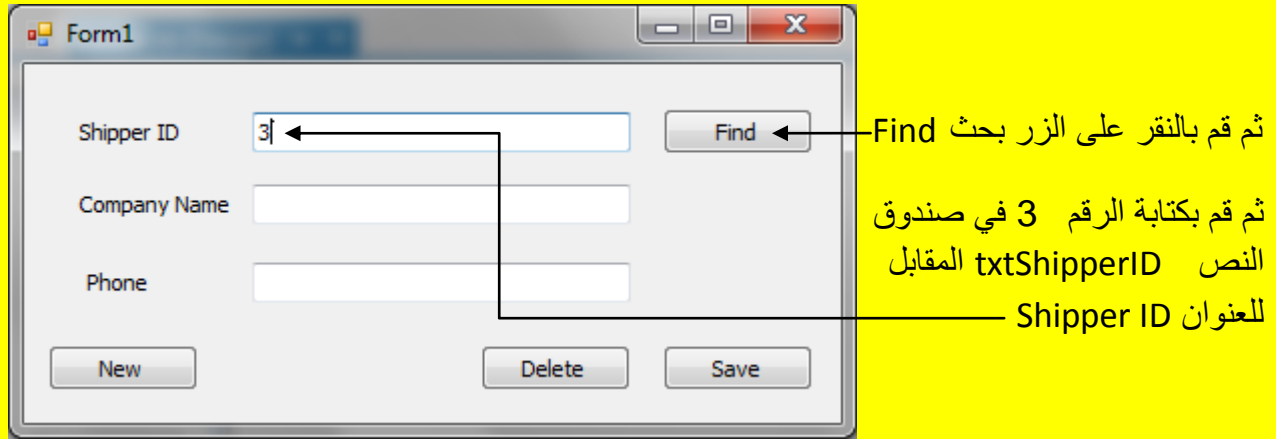 Form1
Shipper ID
3
Find
Company Name
Phone
New
Delete
Save
ثم قم بالنقر على الزر بحث Find
ثم قم بكتابة الرقم 3 في صندوق
النص txtShipperID المقابل
للعنوان Shipper ID